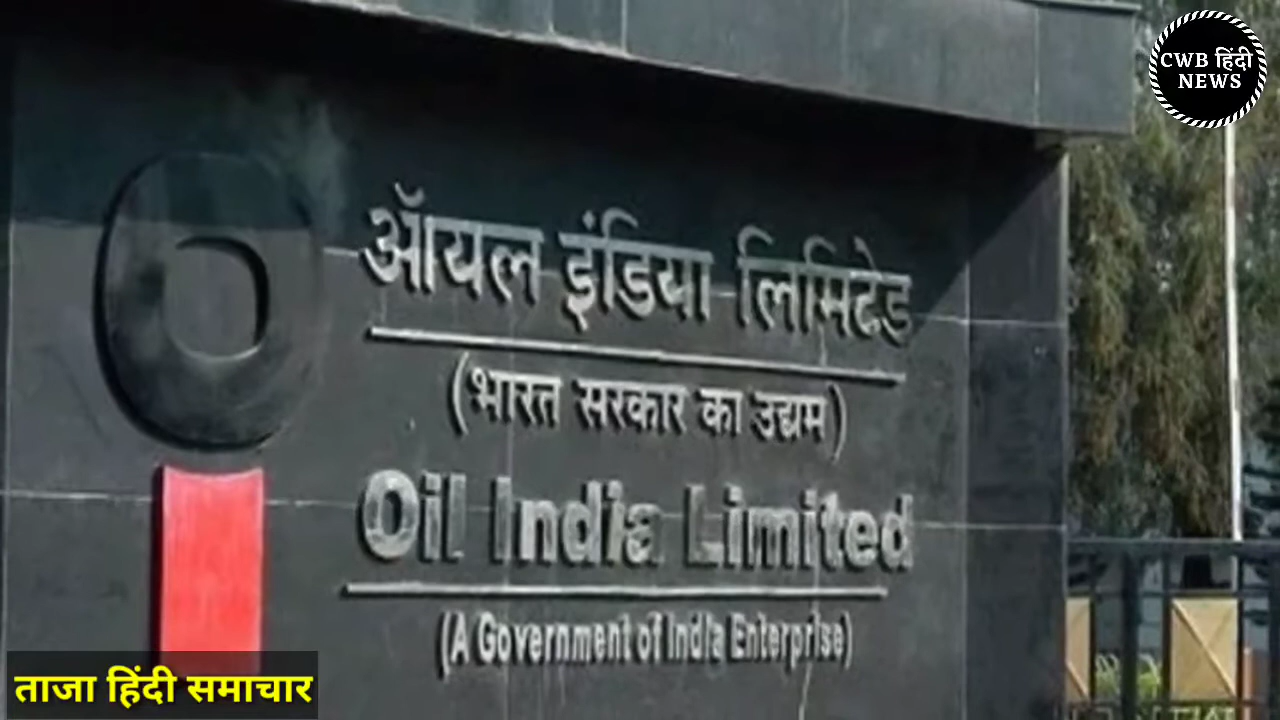 CWB हिंदी
NEWS
ऑयल इंडिया लिमिटेड
(भारत सरकार का उद्यम)
Oil India Limited
(A Government of India Enterprise)
ताजा हिंदी समाचार